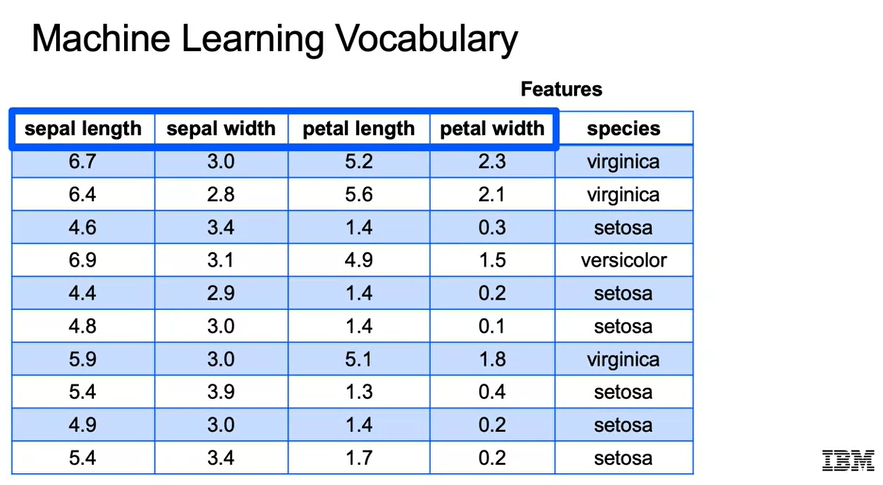 Machine Learning Vocabulary
Features
sepal length sepal width petal length petal width species
6.7 3.0 5.2 2.3 virginica
6.4 2.8 5.6 2.1 virginica
4.6 3.4 1.4 0.3 setosa
6.9 3.1 4.9 1.5 versicolor
4.4 2.9 1.4 0.2 setosa
4.8 3.0 1.4 0.1 setosa
5.9 3.0 5.1 1.8 virginica
5.4 3.9 1.3 0.4 setosa
4.9 3.0 1.4 0.2 setosa
5.4 3.4 1.7 0.2 setosa
IBM